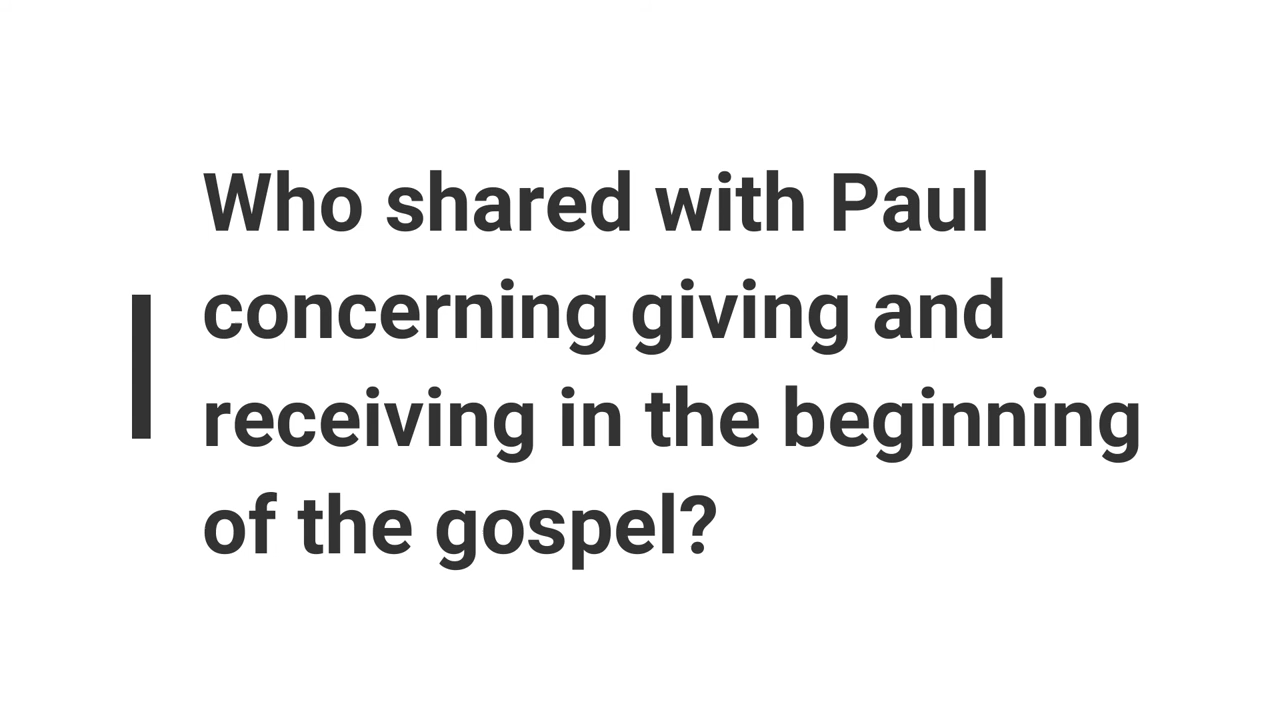 Who shared with Paul
concerning giving and
receiving in the beginning
of the gospel?